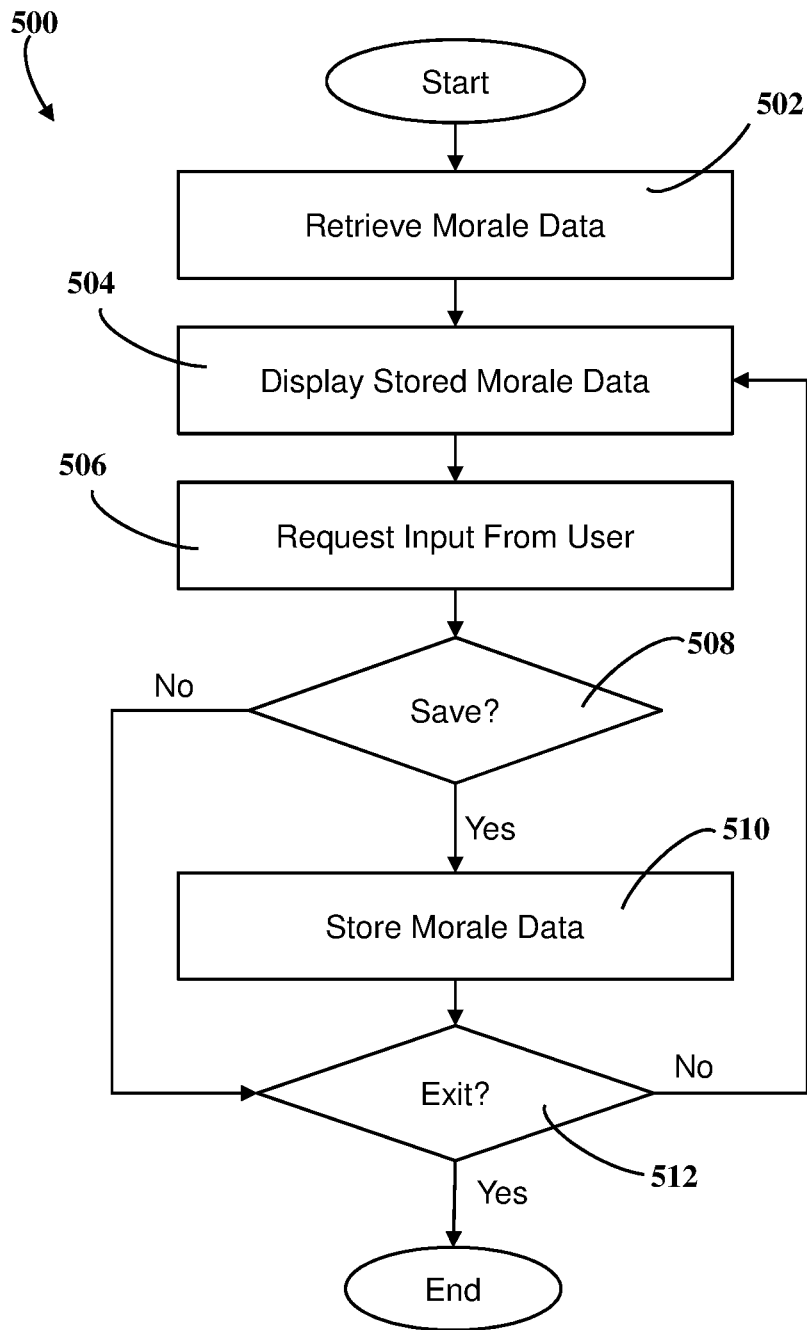 500
Start
502
Retrieve Morale Data
504
Display Stored Morale Data
506
Request Input From User
508
No
Save?
Yes
510
Store Morale Data
Exit?
No
512
Yes
End